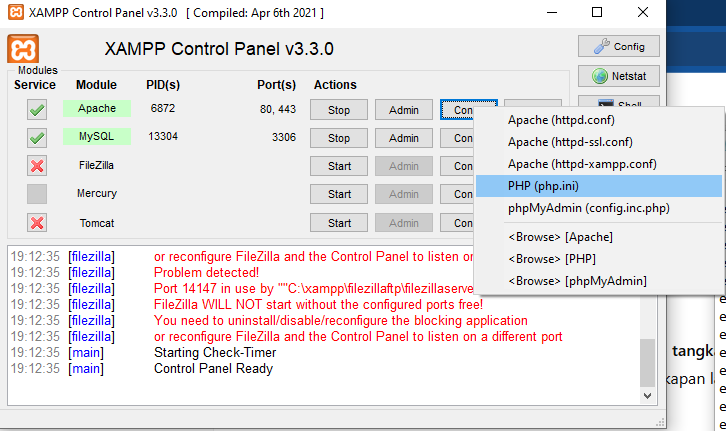 XAMPP Control Panel v3.3.0 [ Compiled: Apr 6th 2021 ]
XAMPP Control Panel v3.3.0
Config
Modules
Service Module PID(s) Port(s) Actions
Netstat
Shell
Apache 6872 80, 443 Stop Admin
MySQL 13304 3306 Stop Admin
FileZilla Start Admin
Mercury Start Admin
Tomcat Start Admin
Apache (httpd.conf)
Apache (httpd-ssl.conf)
Apache (httpd-xampp.conf)
PHP (php.ini)
phpMyAdmin (config.inc.php)
<Browse> [Apache]
<Browse> [PHP]
<Browse> [phpMyAdmin]
19:12:35 [filezilla] or reconfigure FileZilla and the Control Panel to listen on
19:12:35 [filezilla] Problem detected!
19:12:35 [filezilla] Port 14147 in use by ""C:\xampp\filezillaftp\filezillaserve
19:12:35 [filezilla] FileZilla WILL NOT start without the configured ports free!
19:12:35 [filezilla] You need to uninstall/disable/reconfigure the blocking application
19:12:35 [filezilla] or reconfigure FileZilla and the Control Panel to listen on a different port
19:12:35 [main] Starting Check-Timer
19:12:35 [main] Control Panel Ready